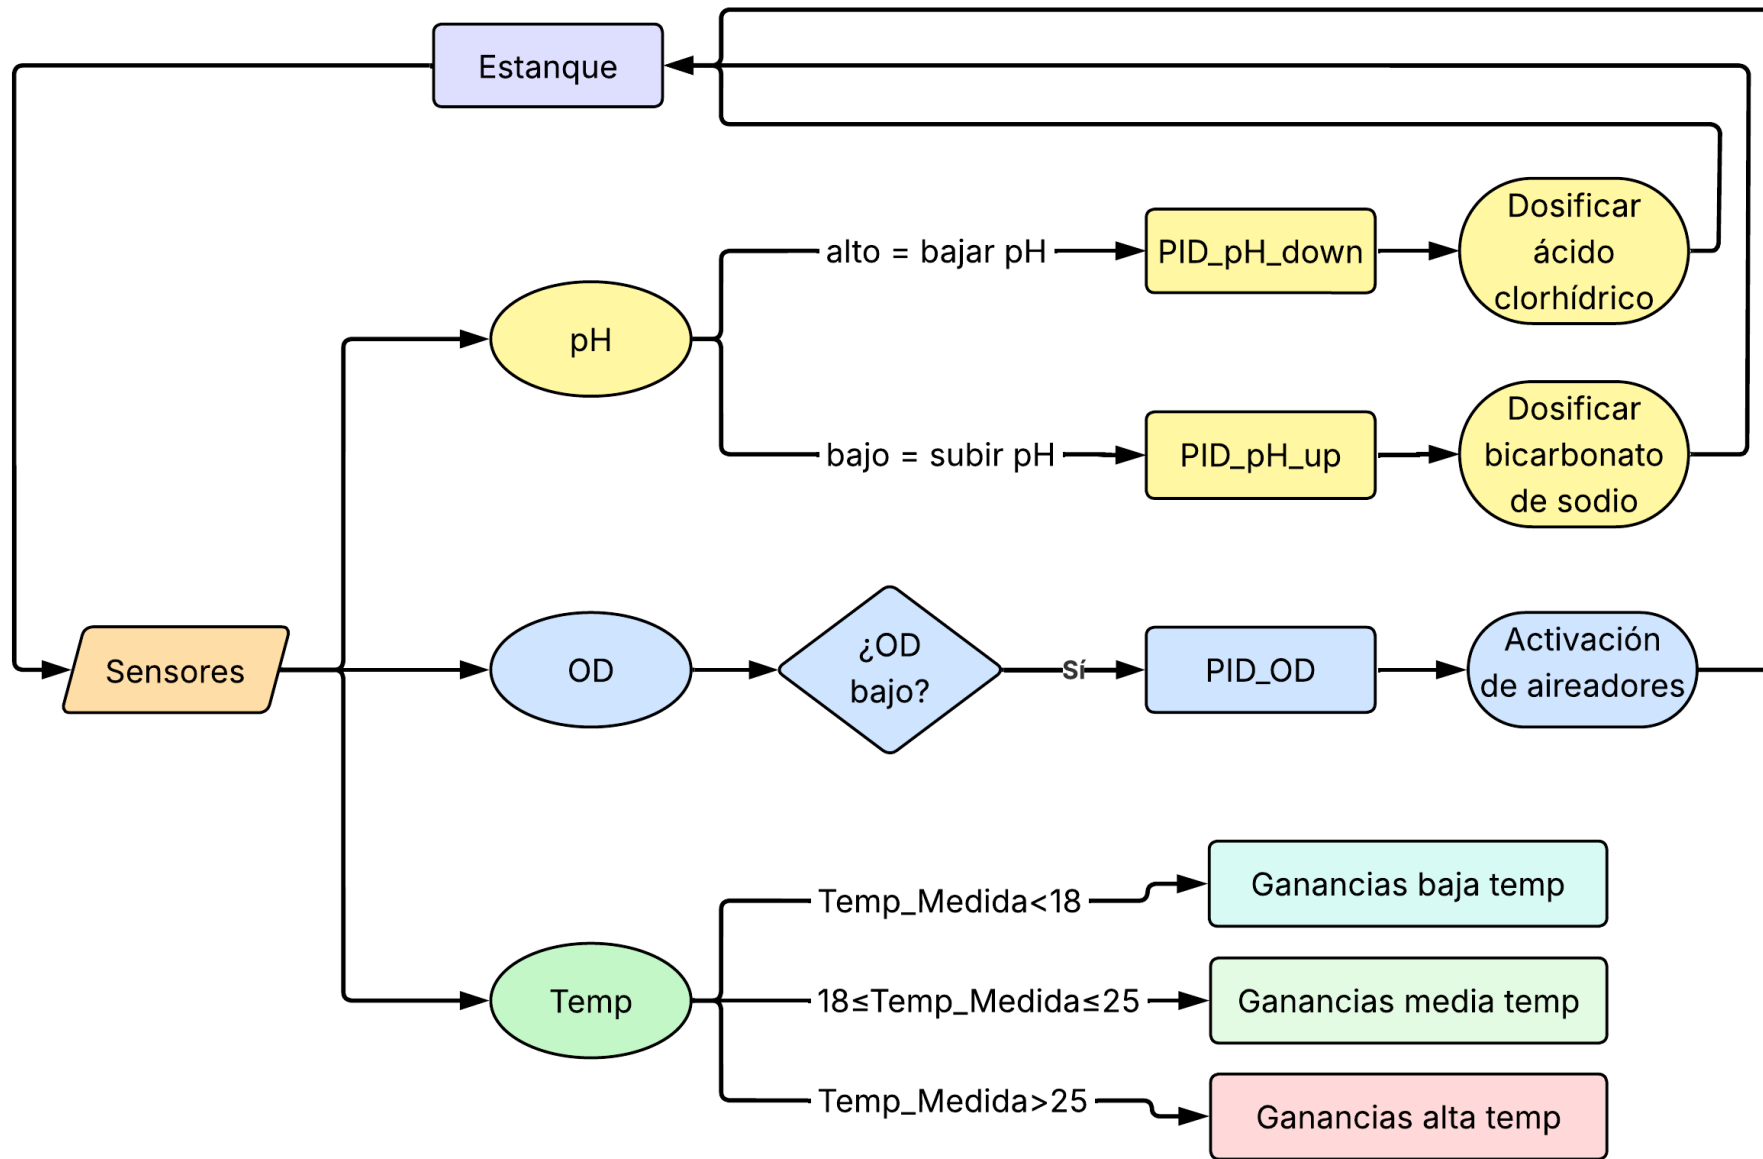 Estanque
alto = bajar pH
PID_pH_down
Dosificar
ácido
clorhídrico
pH
bajo = subir pH
PID_pH_up
Dosificar
bicarbonato
de sodio
Sensores
OD
¿OD
bajo?
Sí
PID_OD
Activación
de aireadores
Temp_Medida<18
Ganancias baja temp
Temp
18≤Temp_Medida≤25
Ganancias media temp
Temp_Medida>25
Ganancias alta temp